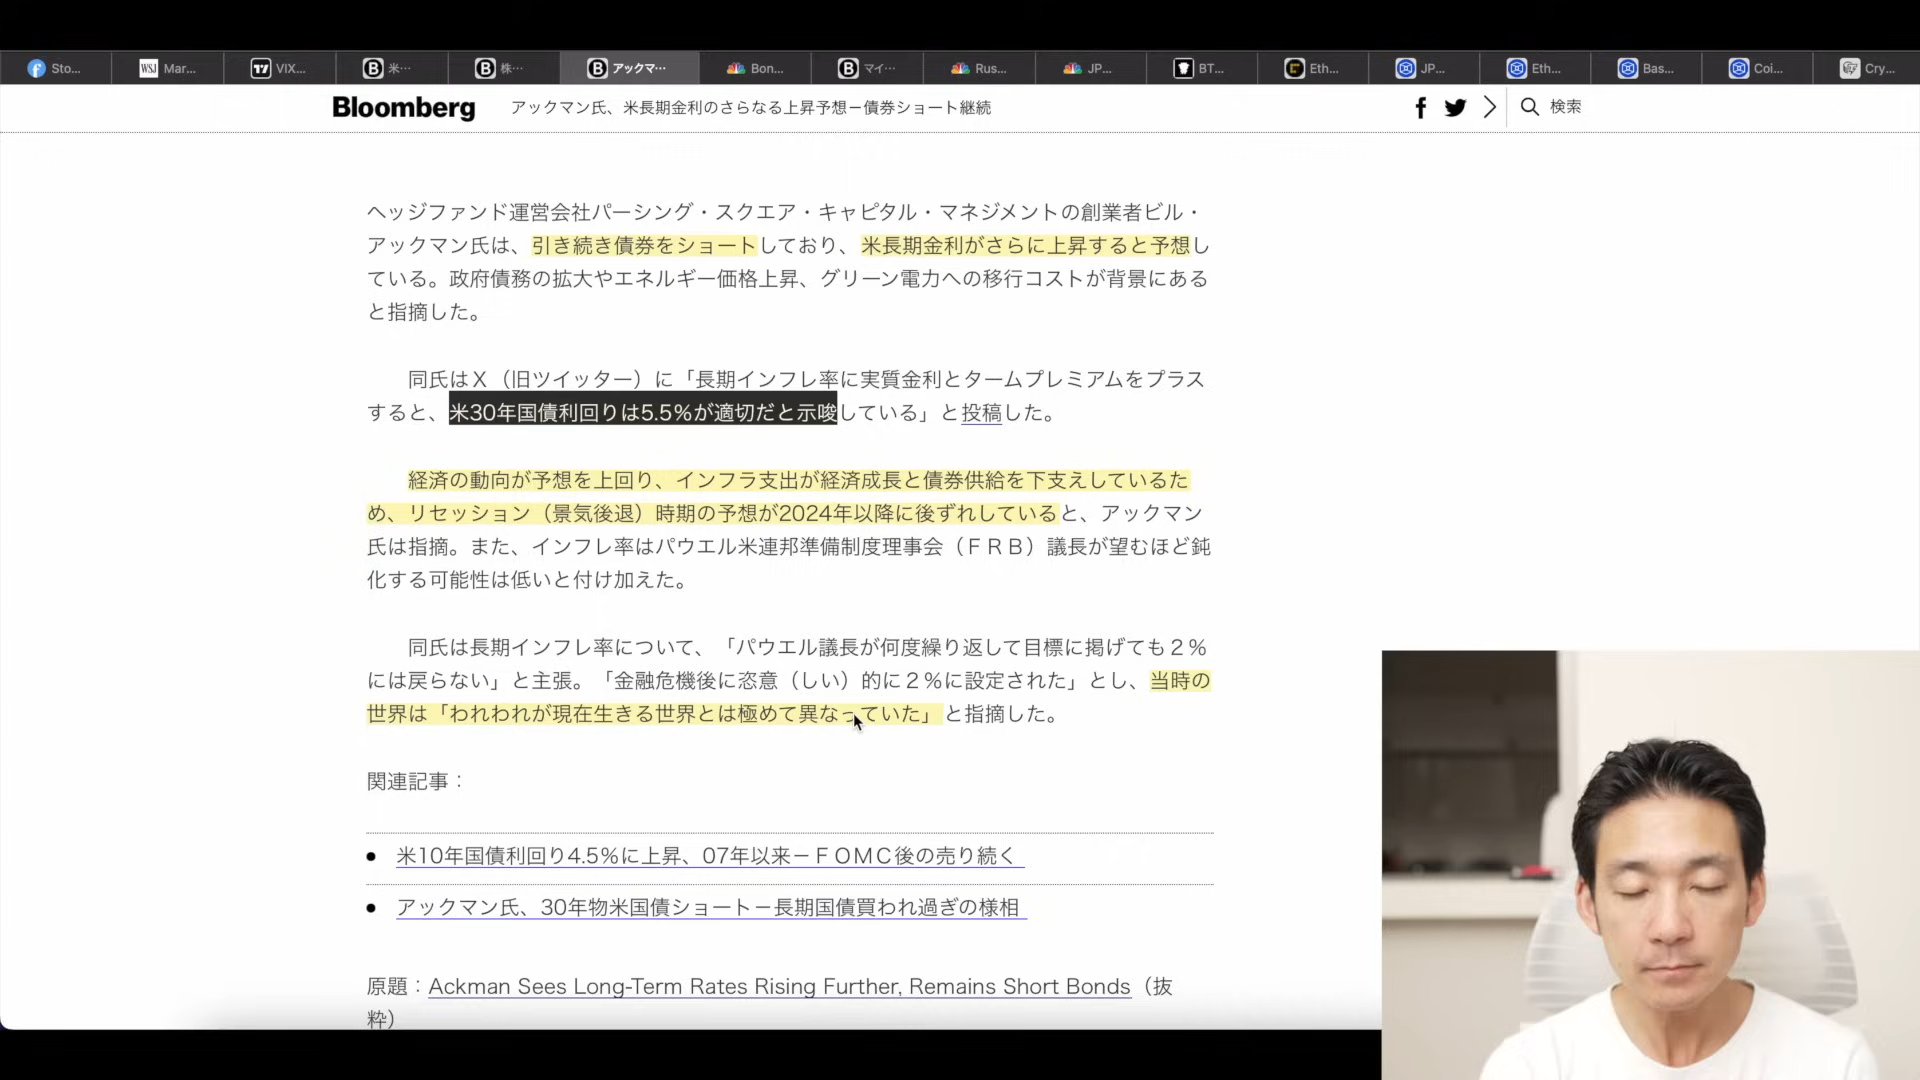 Sto...
WSJ Mar...
VIX...
B 米…
B 株…
B アックマ…
Bon...
B マイ…
Rus...
JP...
BT...
Eth...
JP...
Eth...
Bas...
Coi...
Cry...
Bloomberg
アックマン氏、米長期金利のさらなる上昇予想－債券ショート継続
検索
ヘッジファンド運営会社パーシング・スクエア・キャピタル・マネジメントの創業者ビル・
アックマン氏は、引き続き債券をショートしており、米長期金利がさらに上昇すると予想し
ている。政府債務の拡大やエネルギー価格上昇、グリーン電力への移行コストが背景にある
と指摘した。
同氏はＸ（旧ツイッター）に「長期インフレ率に実質金利とタームプレミアムをプラス
すると、米30年国債利回りは5.5％が適切だと示唆している」と投稿した。
経済の動向が予想を上回り、インフラ支出が経済成長と債券供給を下支えしているた
め、リセッション（景気後退）時期の予想が2024年以降に後ずれしていると、アックマン
氏は指摘。また、インフレ率はパウエル米連邦準備制度理事会（ＦＲＢ）議長が望むほど鈍
化する可能性は低いと付け加えた。
同氏は長期インフレ率について、「パウエル議長が何度繰り返して目標に掲げても２％
には戻らない」と主張。「金融危機後に恣意（しい）的に２％に設定された」とし、当時の
世界は「われわれが現在生きる世界とは極めて異なっていた」と指摘した。
関連記事：
• 米10年国債利回り4.5％に上昇、07年以来－ＦＯＭＣ後の売り続く
• アックマン氏、30年物米国債ショート－長期国債買われ過ぎの様相
原題：Ackman Sees Long-Term Rates Rising Further, Remains Short Bonds（抜
粋）